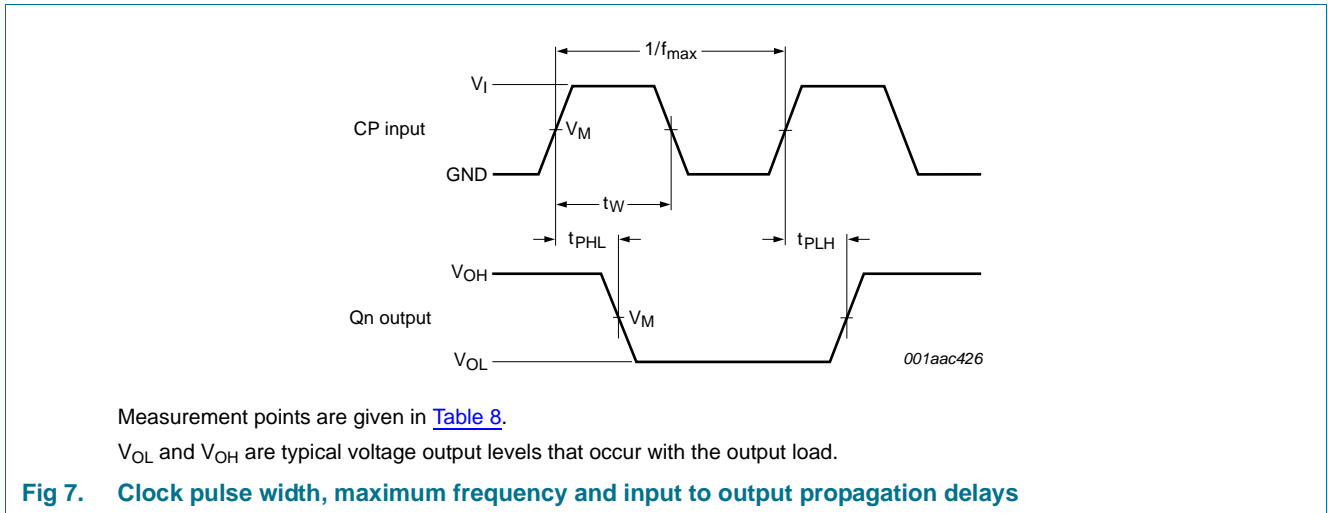 1/fmax
VI
CP input
VM
GND
tW
tPHL
tPLH
VOH
Qn output
VM
VOL
001aac426
Measurement points are given in Table 8.
VOL and VOH are typical voltage output levels that occur with the output load.
Fig 7. Clock pulse width, maximum frequency and input to output propagation delays